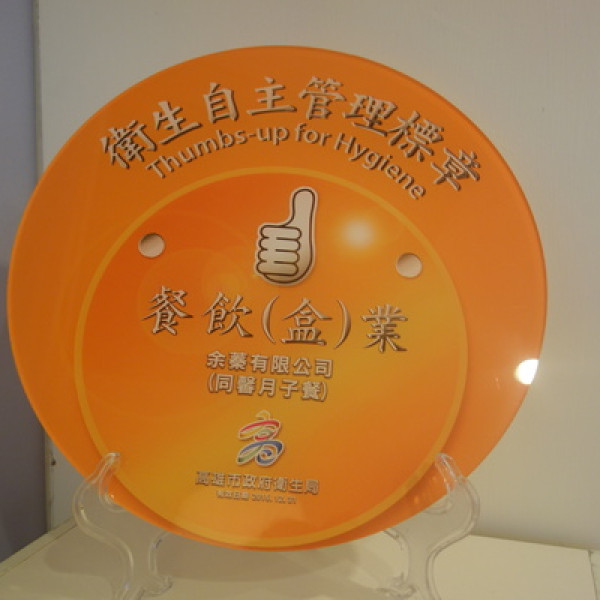 衛生自主管理標章
Thumbs-up for Hygiene
餐飲(盒)業
余蓁有限公司
(同馨月子餐)
高雄市政府衛生局